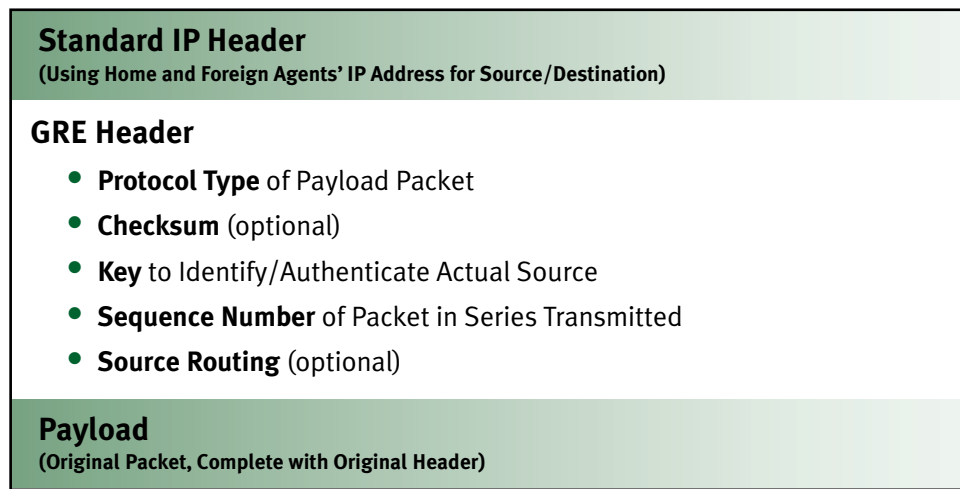 Standard IP Header
(Using Home and Foreign Agents’ IP Address for Source/Destination)
GRE Header
• Protocol Type of Payload Packet
• Checksum (optional)
• Key to Identify/Authenticate Actual Source
• Sequence Number of Packet in Series Transmitted
• Source Routing (optional)
Payload
(Original Packet, Complete with Original Header)